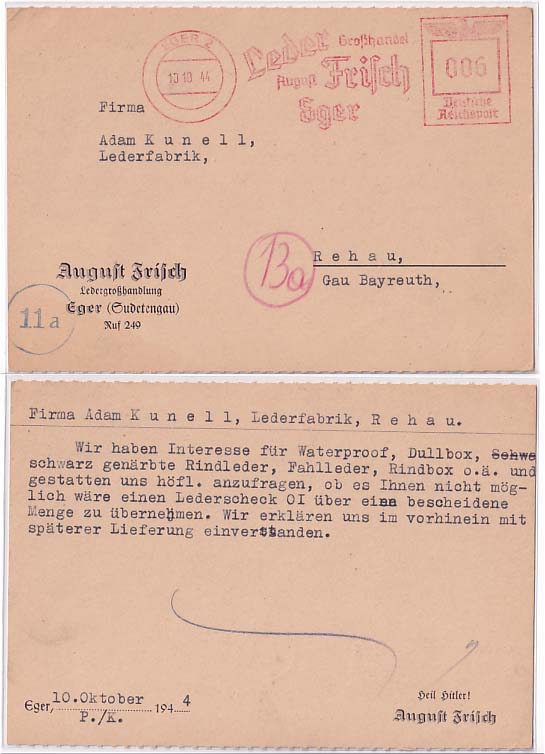 EGER 2
10 10 44
Leder Großhandel
August Frisch
Eger
006
Deutsche
Reichspost
Firma
Adam K u n e l l,
Lederfabrik,
13a
R e h a u,
Gau Bayreuth,
August Frisch
Ledergroßhandlung
Eger (Sudetengau)
Ruf 249
11a
Firma Adam K u n e l l, Lederfabrik, R e h a u.
Wir haben Interesse für Waterproof, Dullbox, Schwa
schwarz genärbte Rindleder, Fahlleder, Rindbox o.ä. und
gestatten uns höfl. anzufragen, ob es Ihnen nicht mög-
lich wäre einen Lederscheck OI über eine bescheidene
Menge zu übernehmen. Wir erklären uns im vorhinein mit
späterer Lieferung einverstanden.
Eger, 10.Oktober 194 4
P./K.
Heil Hitler!
August Frisch